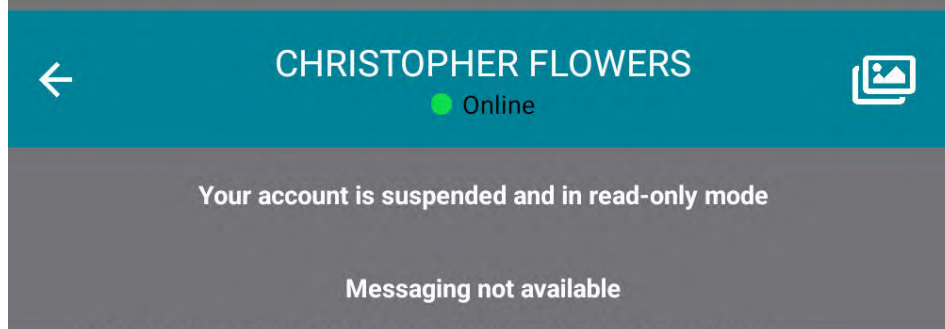 CHRISTOPHER FLOWERS
Online
Your account is suspended and in read-only mode
Messaging not available